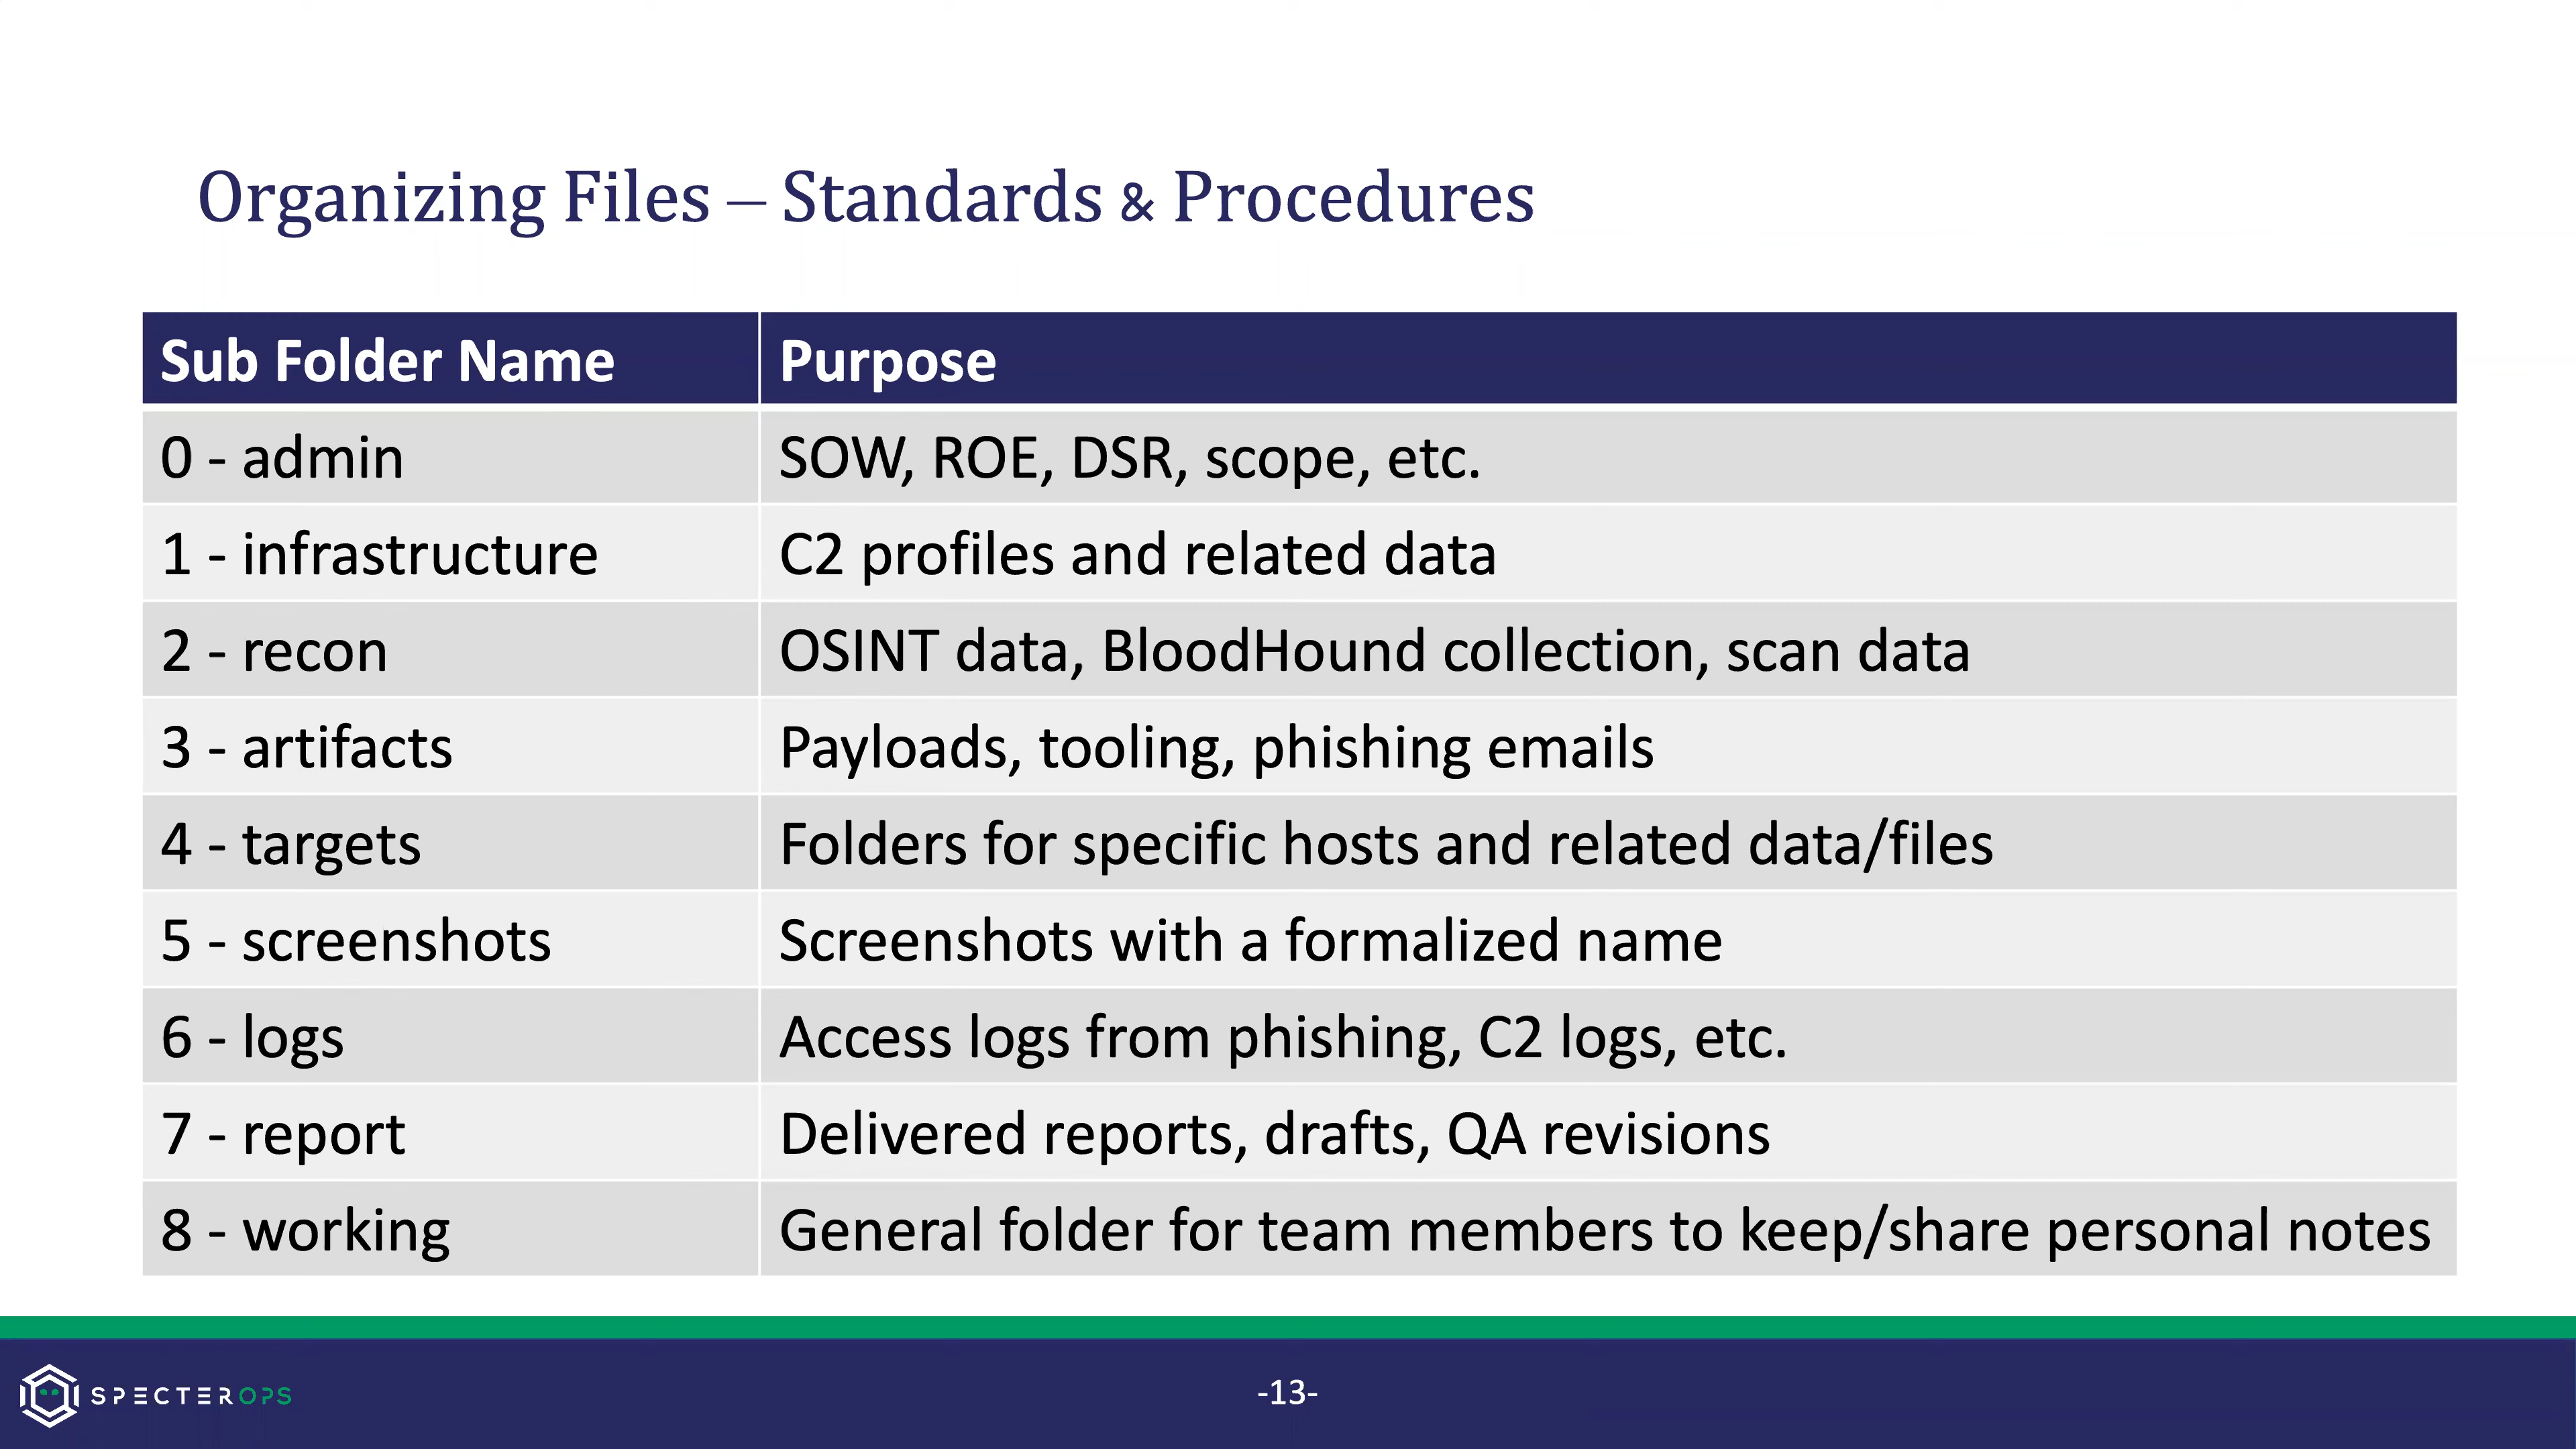 Organizing Files – Standards & Procedures
Sub Folder Name Purpose
0 - admin SOW, ROE, DSR, scope, etc.
1 - infrastructure C2 profiles and related data
2 - recon OSINT data, BloodHound collection, scan data
3 - artifacts Payloads, tooling, phishing emails
4 - targets Folders for specific hosts and related data/files
5 - screenshots Screenshots with a formalized name
6 - logs Access logs from phishing, C2 logs, etc.
7 - report Delivered reports, drafts, QA revisions
8 - working General folder for team members to keep/share personal notes
SPECTEROPS -13-